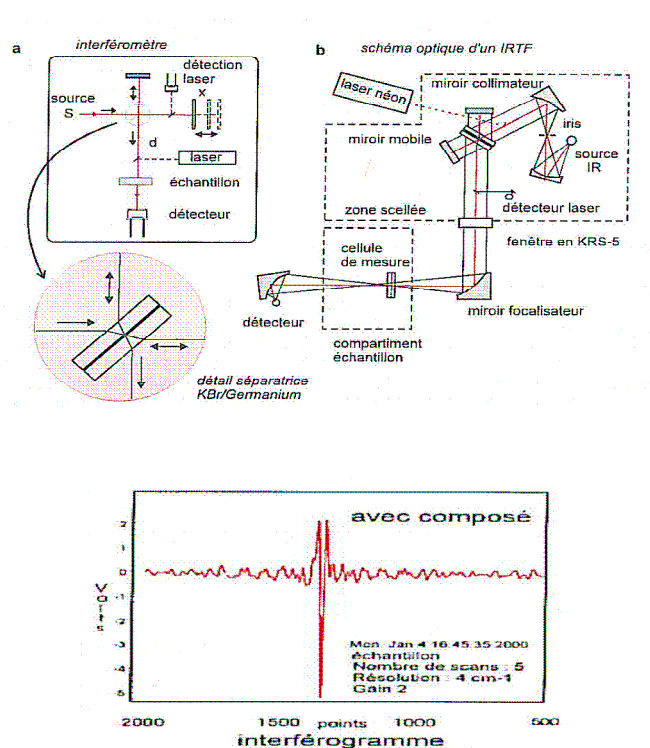 a
interféromètre
source
S
détection
laser
x
d
laser
échantillon
détecteur
détail séparatrice
KBr/Germanium
b
schéma optique d'un IRTF
laser néon
miroir collimateur
iris
source
IR
miroir mobile
zone scellée
détecteur laser
fenêtre en KRS-5
cellule
de mesure
miroir focalisateur
détecteur
compartiment
échantillon
avec composé
2
1
0
-1
-2
-3
-4
-5
Volts
Mon. Jan 4 16:45:35 2000
échantillon
Nombre de scans : 5
Résolution : 4 cm-1
Gain 2
2000 1500 points 1000 500
interférogramme